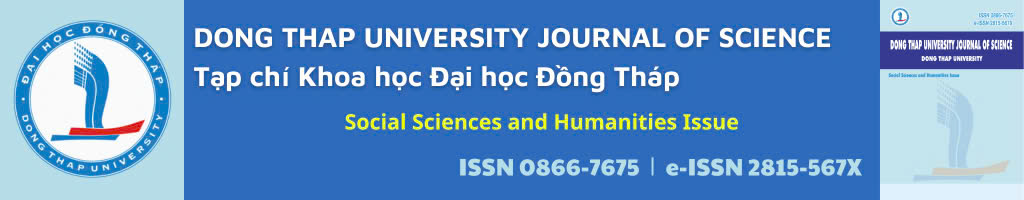 ĐẠI HỌC ĐỒNG THÁP
DONG THAP UNIVERSITY
DONG THAP UNIVERSITY JOURNAL OF SCIENCE
Tạp chí Khoa học Đại học Đồng Tháp
Social Sciences and Humanities Issue
ISSN 0866-7675 | e-ISSN 2815-567X
ISSN 0866-7675
e-ISSN 2815-567X
DONG THAP UNIVERSITY JOURNAL OF SCIENCE
DONG THAP UNIVERSITY
Social Sciences and Humanities Issue